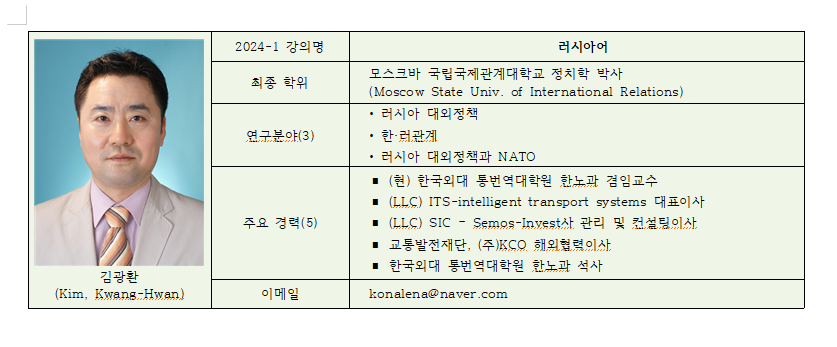 2024-1 강의명
러시아어
최종 학위
모스크바 국립국제관계대학교 정치학 박사
(Moscow State Univ. of International Relations)
연구분야(3)
• 러시아 대외정책
• 한·러관계
• 러시아 대외정책과 NATO
주요 경력(5)
■ (현) 한국외대 통번역대학원 한노과 겸임교수
■ (LLC) ITS-intelligent transport systems 대표이사
■ (LLC) SIC - Semos-Invest사 관리 및 컨설팅이사
■ 교통발전재단, (주)KCO 해외협력이사
■ 한국외대 통번역대학원 한노과 석사
김광환
(Kim, Kwang-Hwan)
이메일
konalena@naver.com